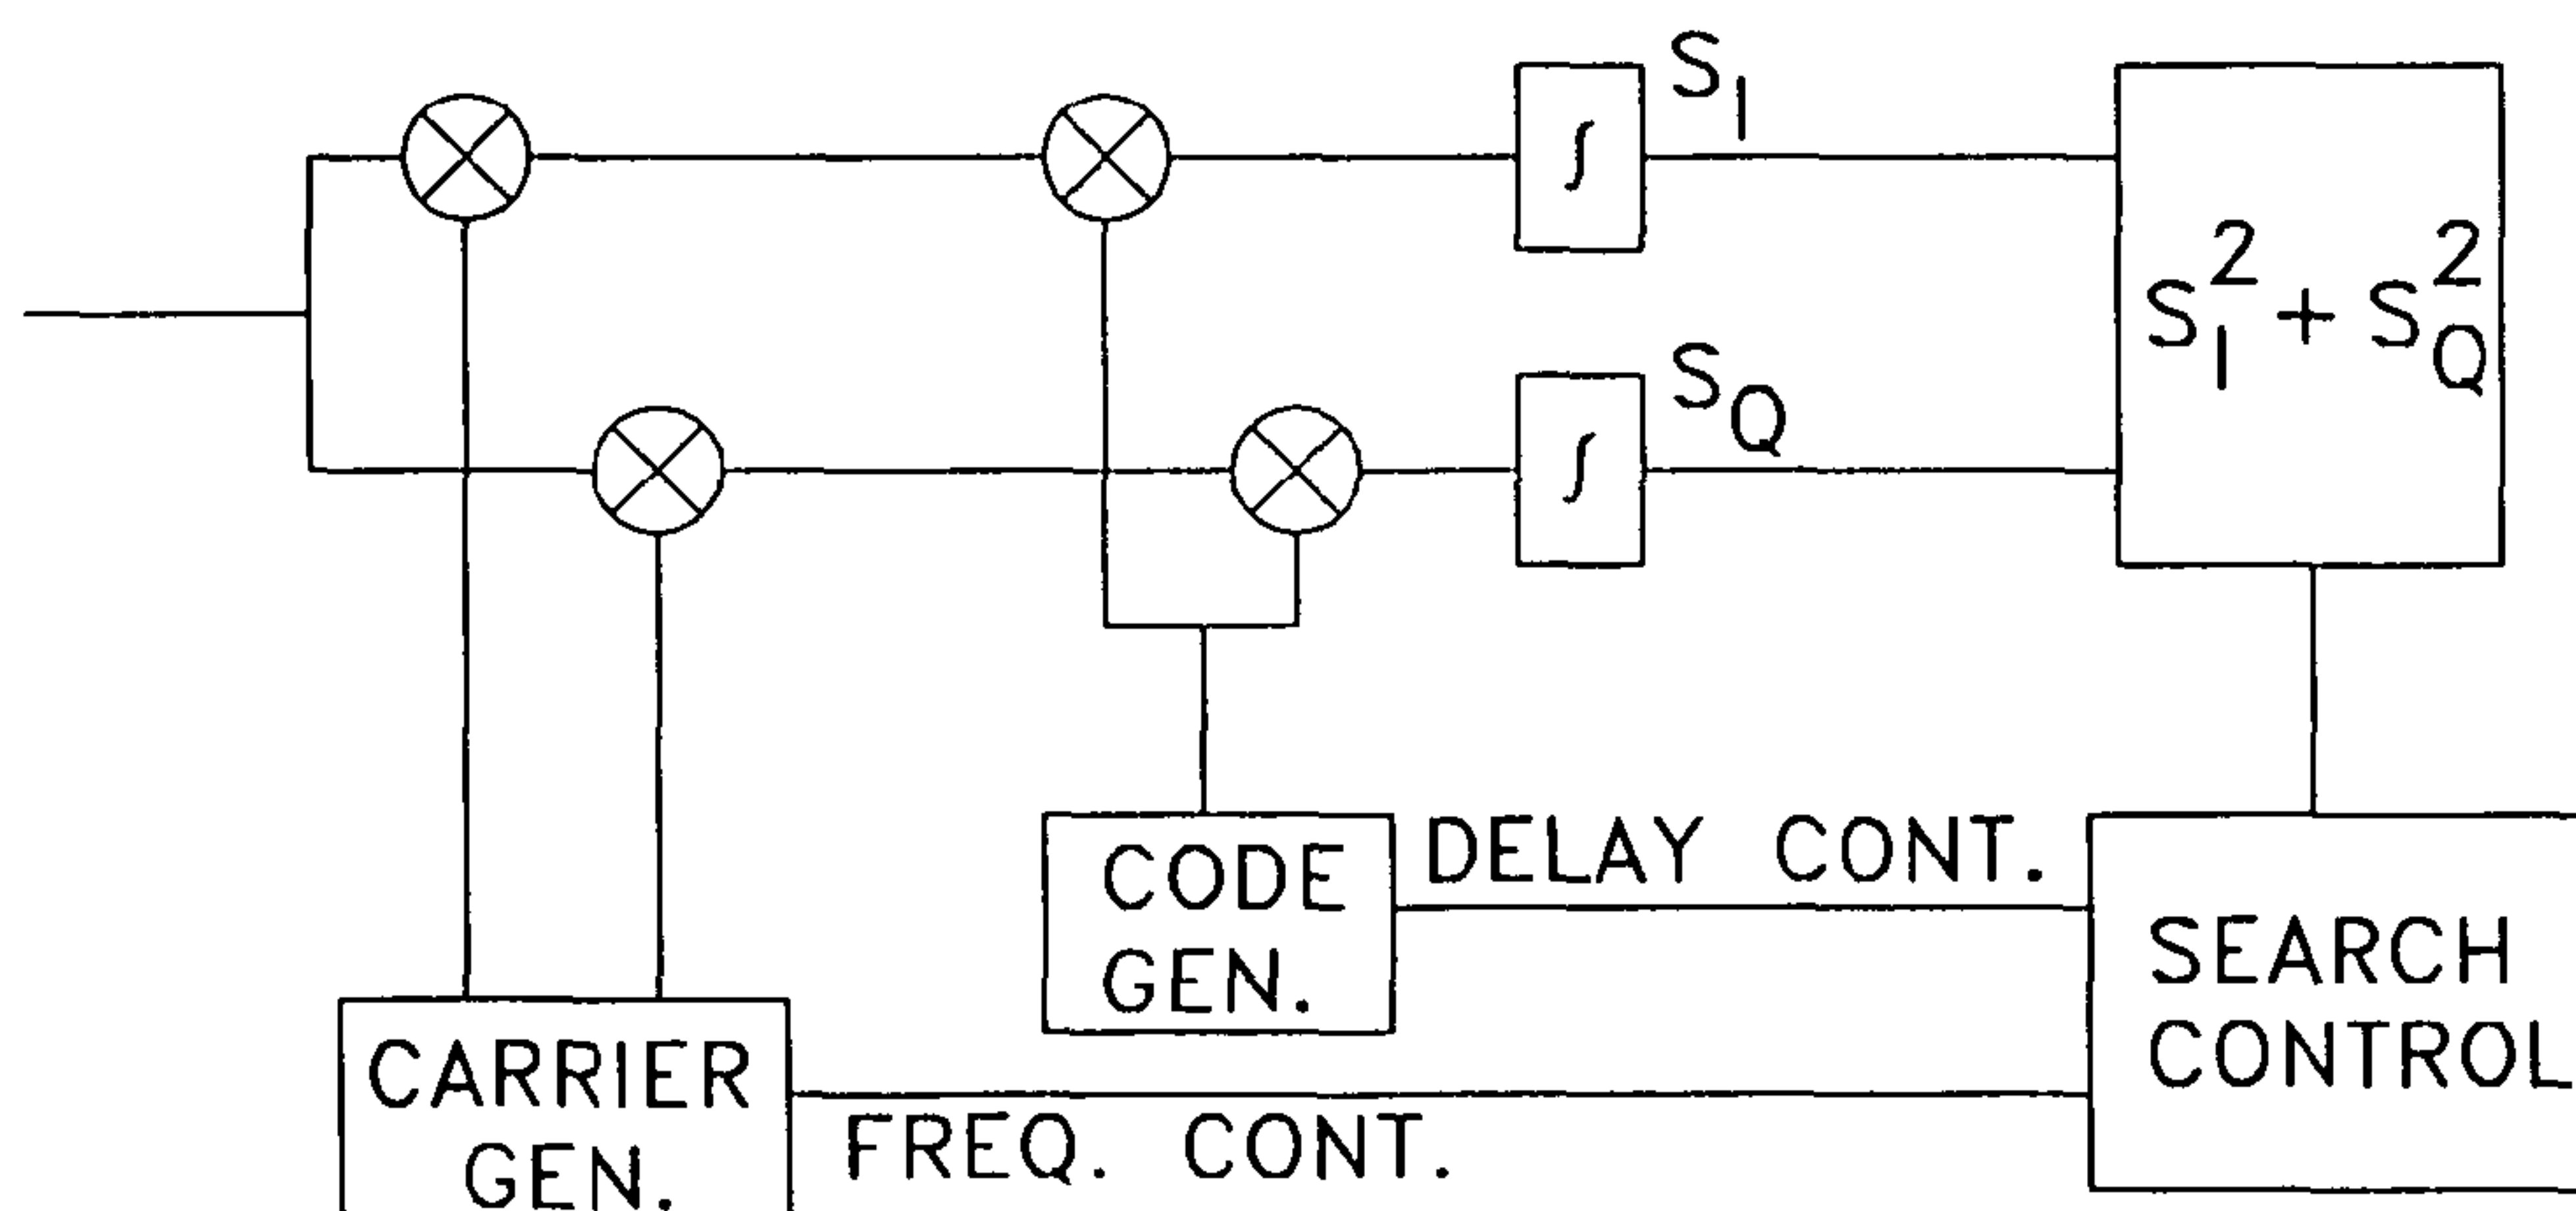 S_I
∫
S_I^2 + S_Q^2
S_Q
∫
CODE
GEN.
DELAY CONT.
SEARCH
CONTROL
CARRIER
GEN.
FREQ. CONT.